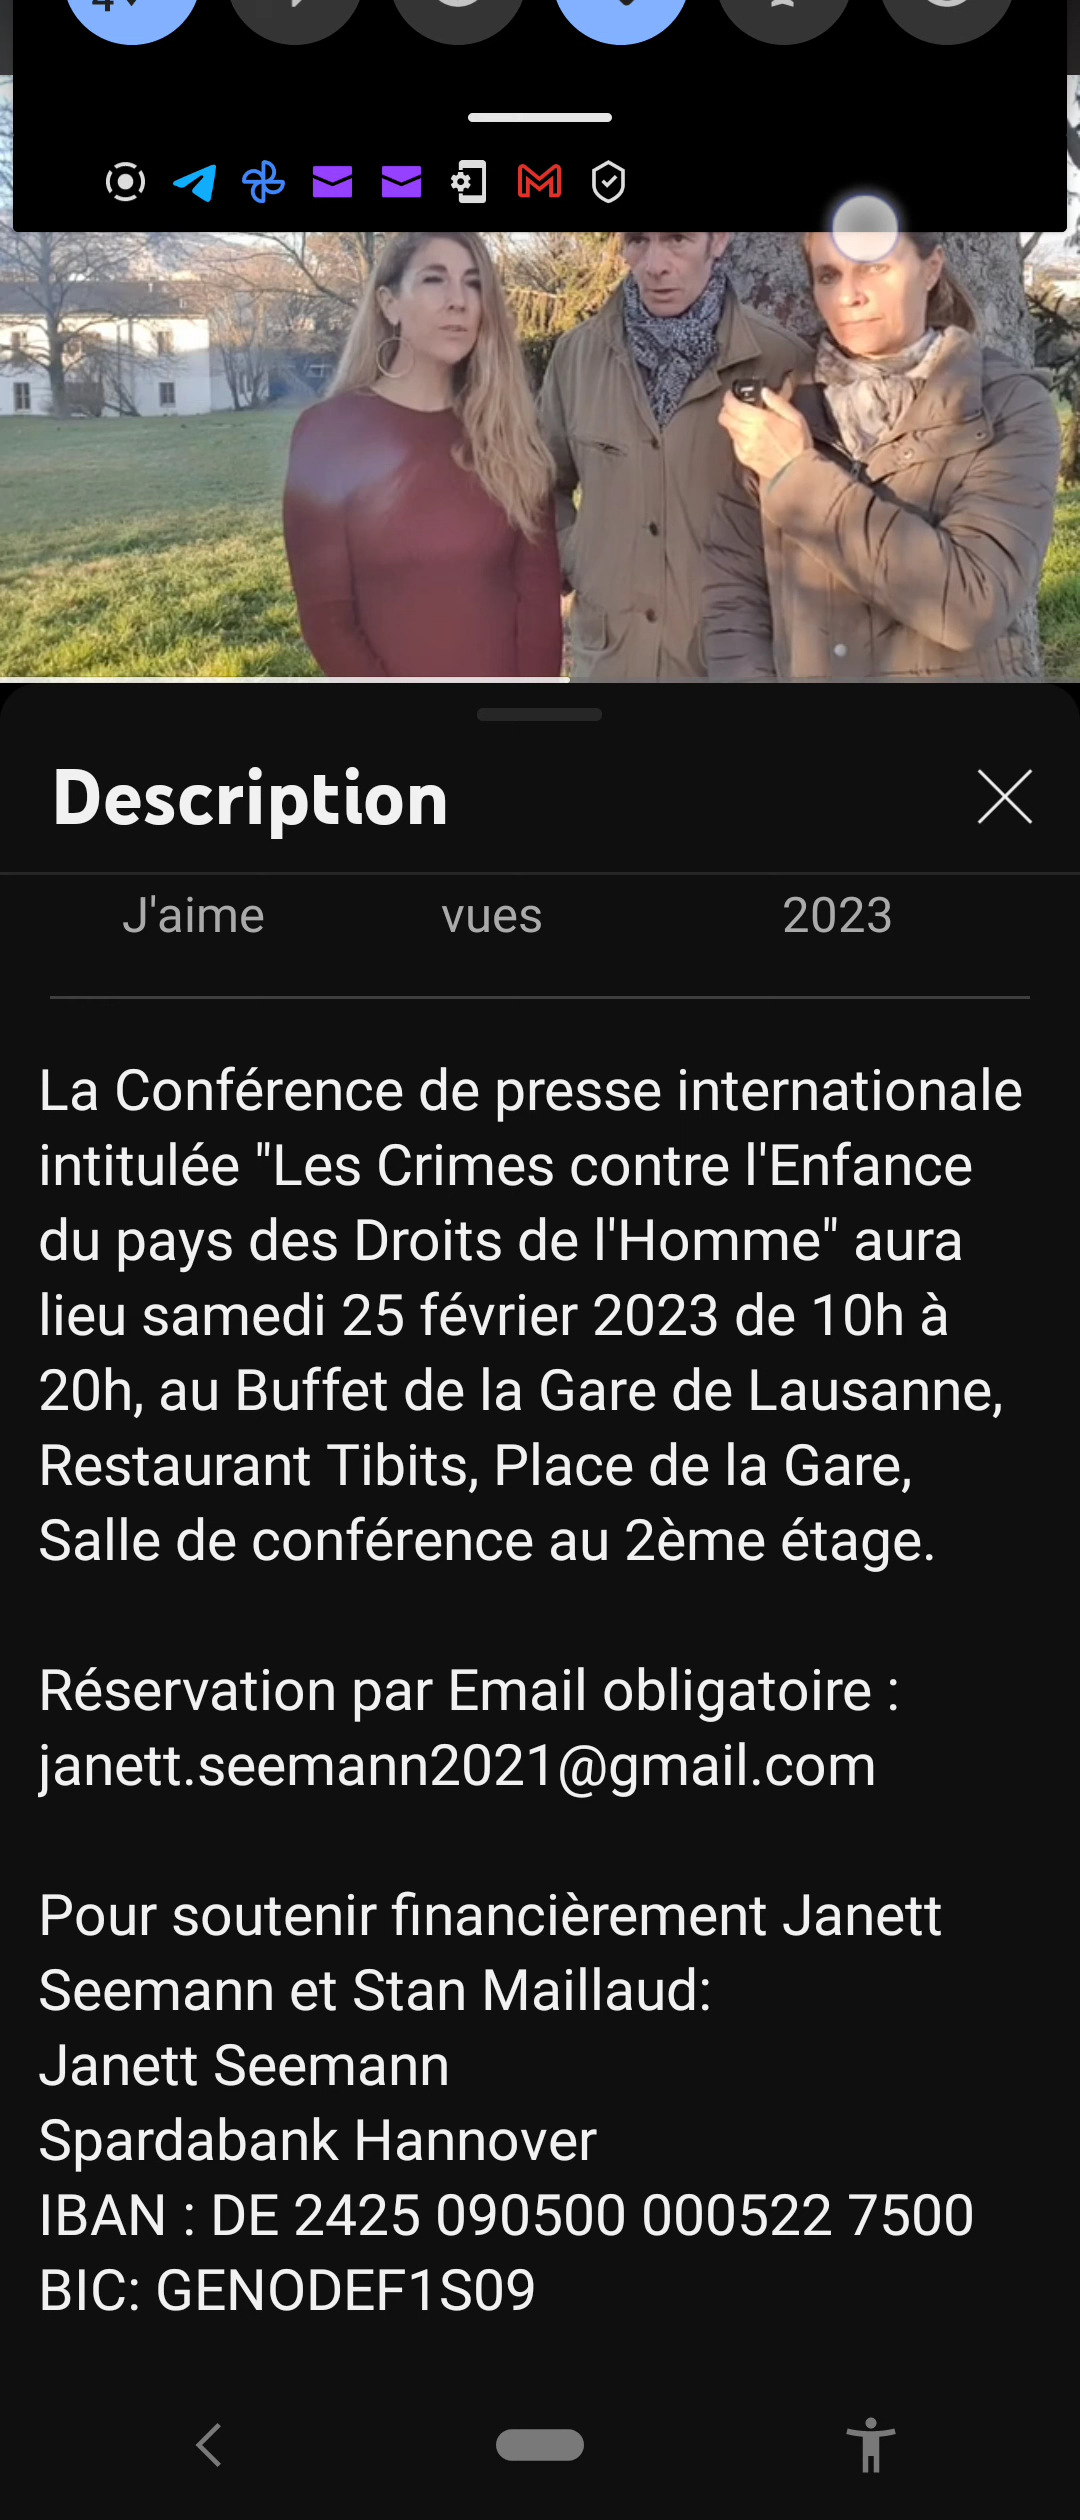 Description
J'aime vues 2023
La Conférence de presse internationale
intitulée "Les Crimes contre l'Enfance
du pays des Droits de l'Homme" aura
lieu samedi 25 février 2023 de 10h à
20h, au Buffet de la Gare de Lausanne,
Restaurant Tibits, Place de la Gare,
Salle de conférence au 2ème étage.
Réservation par Email obligatoire :
janett.seemann2021@gmail.com
Pour soutenir financièrement Janett
Seemann et Stan Maillaud:
Janett Seemann
Spardabank Hannover
IBAN : DE 2425 090500 000522 7500
BIC: GENODEF1S09